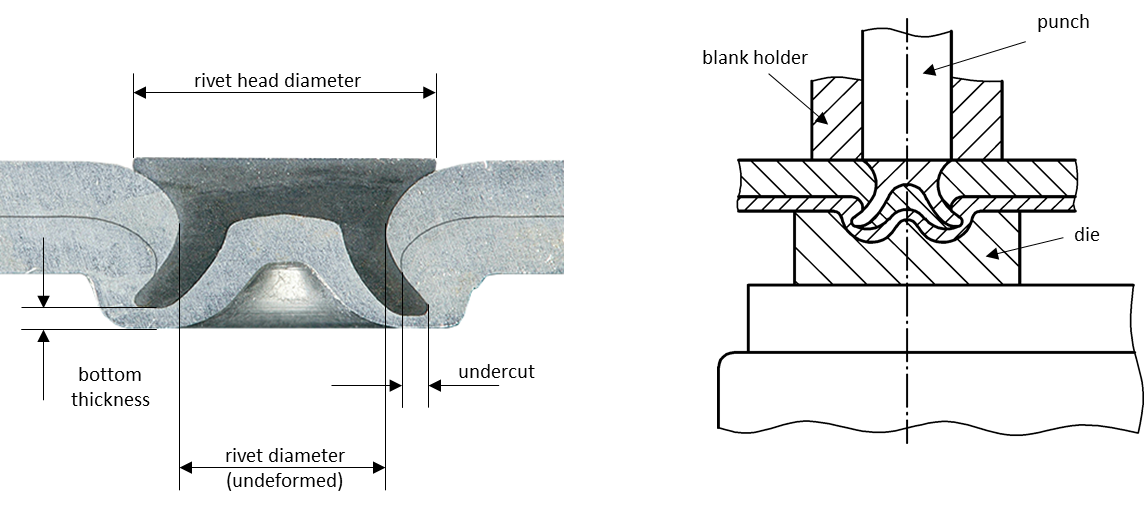 rivet head diameter
bottom
thickness
undercut
rivet diameter
(undeformed)
punch
blank holder
die